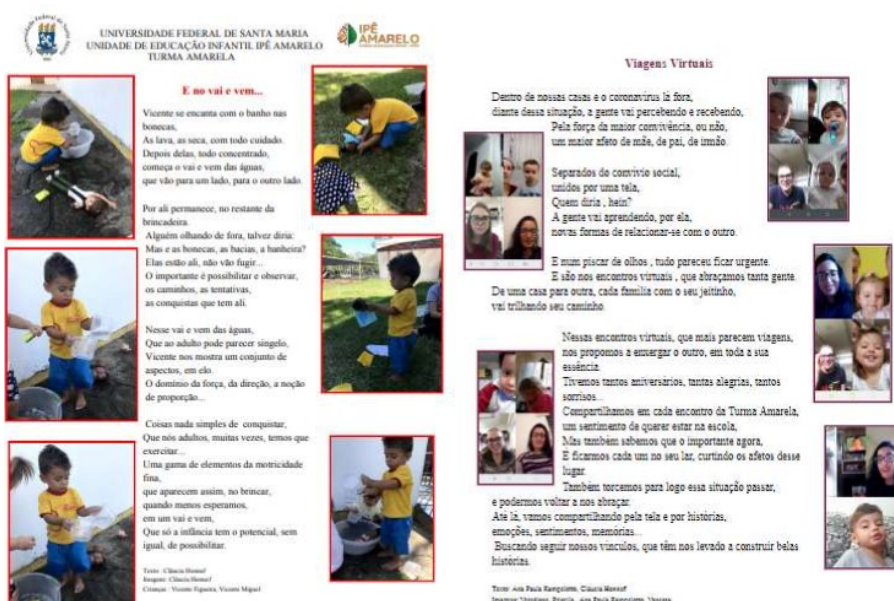 UNIVERSIDADE FEDERAL DE SANTA MARIA
UNIDADE DE EDUCAÇÃO INFANTIL IPÊ AMARELO
TURMA AMARELA
IPÊ
AMARELO
E no vai e vem...
Vicente se encanta com o banho nas
bonecas,
As lava, as seca, com todo cuidado.
Depois delas, todo concentrado,
começa o vai e vem das águas,
que vão para um lado, para o outro lado.
Por ali permanece, no restante da
brincadeira.
Alguém olhando de fora, talvez diria:
Mas e as bonecas, as bacias, a banheira?
Elas estão ali, não vão fugir...
O importante é possibilitar e observar,
os caminhos, as tentativas,
as conquistas que tem ali.
Nesse vai e vem das águas,
Que ao adulto pode parecer singelo,
Vicente nos mostra um conjunto de
aspectos, em elo.
O domínio da força, da direção, a noção
de proporção...
Coisas nada simples de conquistar,
Que nós adultos, muitas vezes, temos que
exercitar...
Uma gama de elementos da motricidade
fina,
que aparecem assim, no brincar,
quando menos esperamos,
em um vai e vem,
Que só a infância tem o potencial, sem
igual, de possibilitar.
Texto: Cláucia Honnef
Imagens: Cláucia Honnef
Crianças: Vicente Figueira, Vicente Miguel
Viagens Virtuais
Dentro de nossas casas e o coronavírus lá fora,
diante dessa situação, a gente vai percebendo e recebendo,
Pela força da maior convivência, ou não,
um maior afeto de mãe, de pai, de irmão.
Separados do convívio social,
unidos por uma tela,
Quem diria , hein?
A gente vai aprendendo, por ela,
novas formas de relacionar-se com o outro.
E num piscar de olhos , tudo pareceu ficar urgente.
E são nos encontros virtuais , que abraçamos tanta gente.
De uma casa para outra, cada família com o seu jeitinho,
vai trilhando seu caminho.
Nessas encontros virtuais, que mais parecem viagens,
nos propomos a enxergar o outro, em toda a sua
essência.
Tivemos tantos aniversários, tantas alegrias, tantos
sorrisos...
Compartilhamos em cada encontro da Turma Amarela,
um sentimento de querer estar na escola,
Mas também sabemos que o importante agora,
É ficarmos cada um no seu lar, curtindo os afetos desse
lugar.
Também torcemos para logo essa situação passar,
e podermos voltar a nos abraçar.
Até lá, vamos compartilhando pela tela e por histórias,
emoções, sentimentos, memórias...
Buscando seguir nossos vínculos, que têm nos levado a construir belas
histórias.
Texto: Ana Paula Rampelotto, Cláucia Honnef